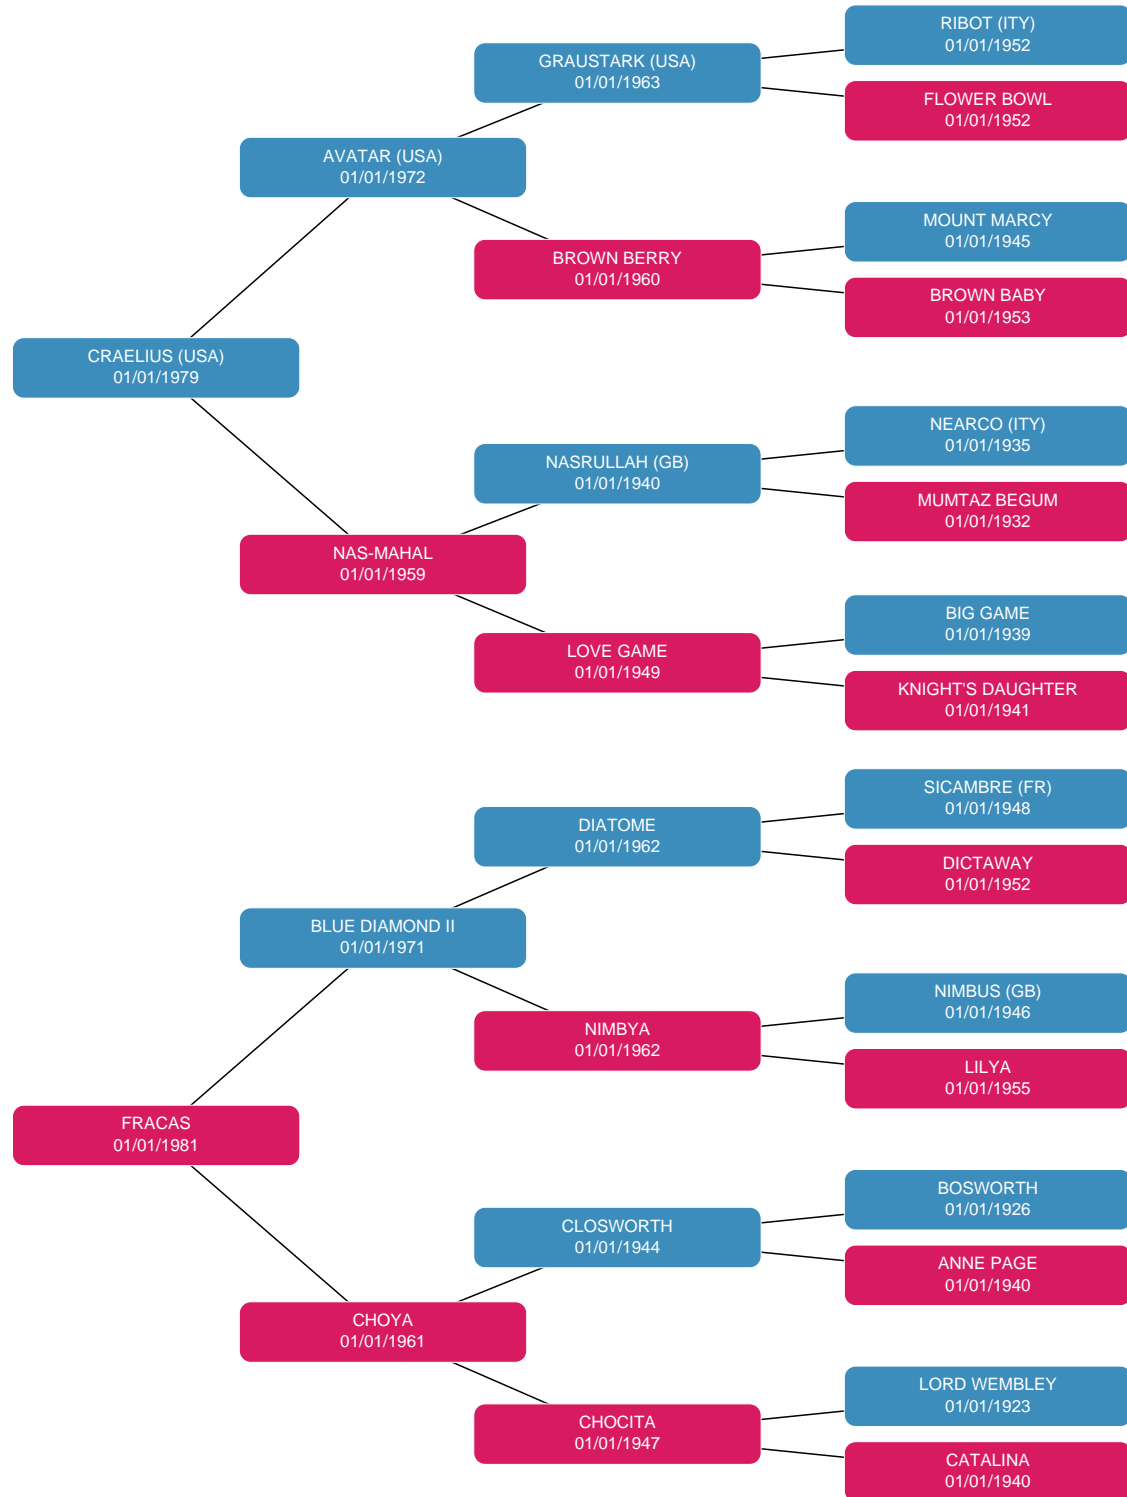 RIBOT (ITY)
01/01/1952
GRAUSTARK (USA)
01/01/1963
FLOWER BOWL
01/01/1952
AVATAR (USA)
01/01/1972
MOUNT MARCY
01/01/1945
BROWN BERRY
01/01/1960
BROWN BABY
01/01/1953
CRAELIUS (USA)
01/01/1979
NEARCO (ITY)
01/01/1935
NASRULLAH (GB)
01/01/1940
MUMTAZ BEGUM
01/01/1932
NAS-MAHAL
01/01/1959
BIG GAME
01/01/1939
LOVE GAME
01/01/1949
KNIGHT'S DAUGHTER
01/01/1941
SICAMBRE (FR)
01/01/1948
DIATOME
01/01/1962
DICTAWAY
01/01/1952
BLUE DIAMOND II
01/01/1971
NIMBUS (GB)
01/01/1946
NIMBYA
01/01/1962
LILYA
01/01/1955
FRACAS
01/01/1981
BOSWORTH
01/01/1926
CLOSWORTH
01/01/1944
ANNE PAGE
01/01/1940
CHOYA
01/01/1961
LORD WEMBLEY
01/01/1923
CHOCITA
01/01/1947
CATALINA
01/01/1940